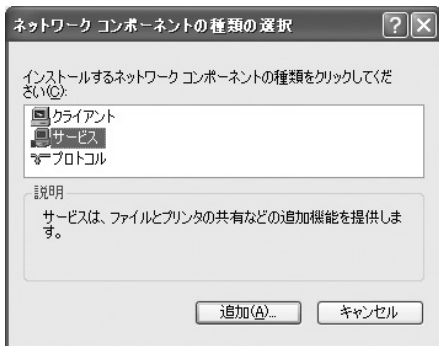 ネットワーク コンポーネントの種類の選択
インストールするネットワーク コンポーネントの種類をクリックしてくだ
さい(C):
クライアント
サービス
プロトコル
説明
サービスは、ファイルとプリンタの共有などの追加機能を提供しま
す。
追加(A)...
キャンセル